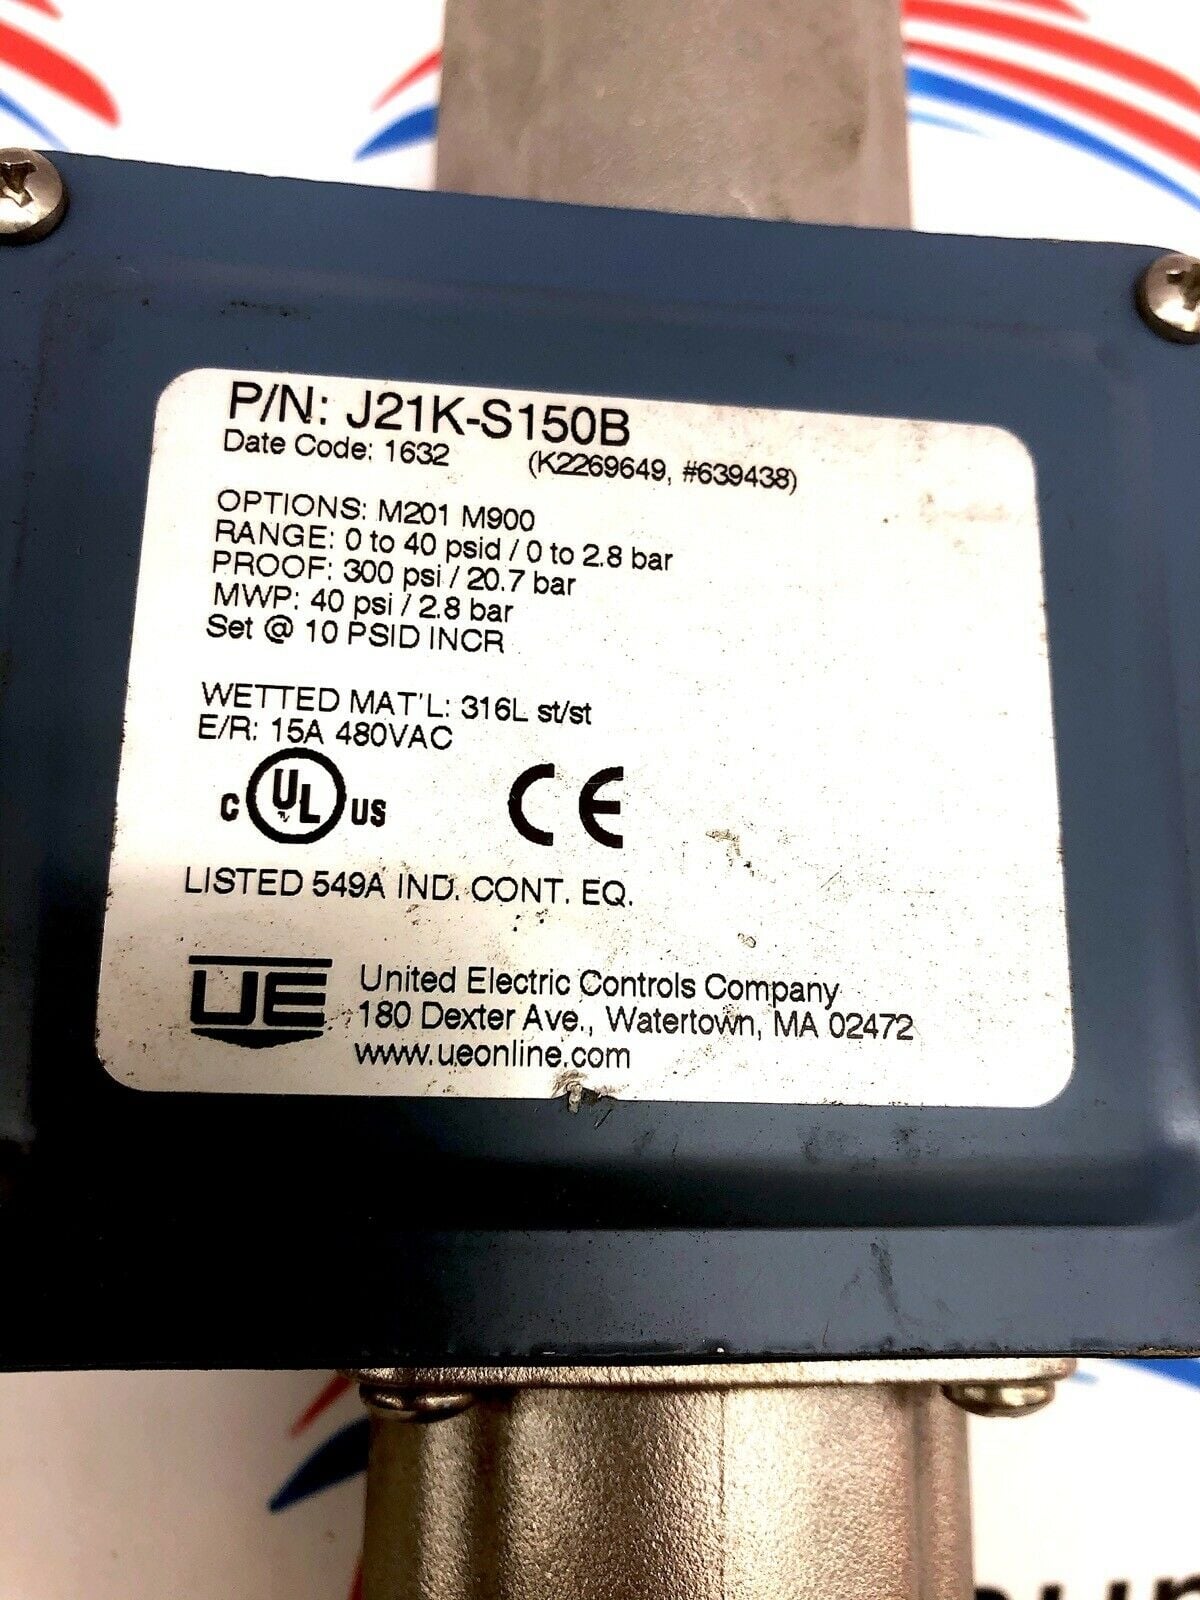 P/N: J21K-S150B
Date Code: 1632 (K2269649, #639438)
OPTIONS: M201 M900
RANGE: 0 to 40 psid / 0 to 2.8 bar
PROOF: 300 psi / 20.7 bar
MWP: 40 psi / 2.8 bar
Set @ 10 PSID INCR
WETTED MAT'L: 316L st/st
E/R: 15A 480VAC
C UL US CE
LISTED 549A IND. CONT. EQ.
UE United Electric Controls Company
180 Dexter Ave., Watertown, MA 02472
www.ueonline.com